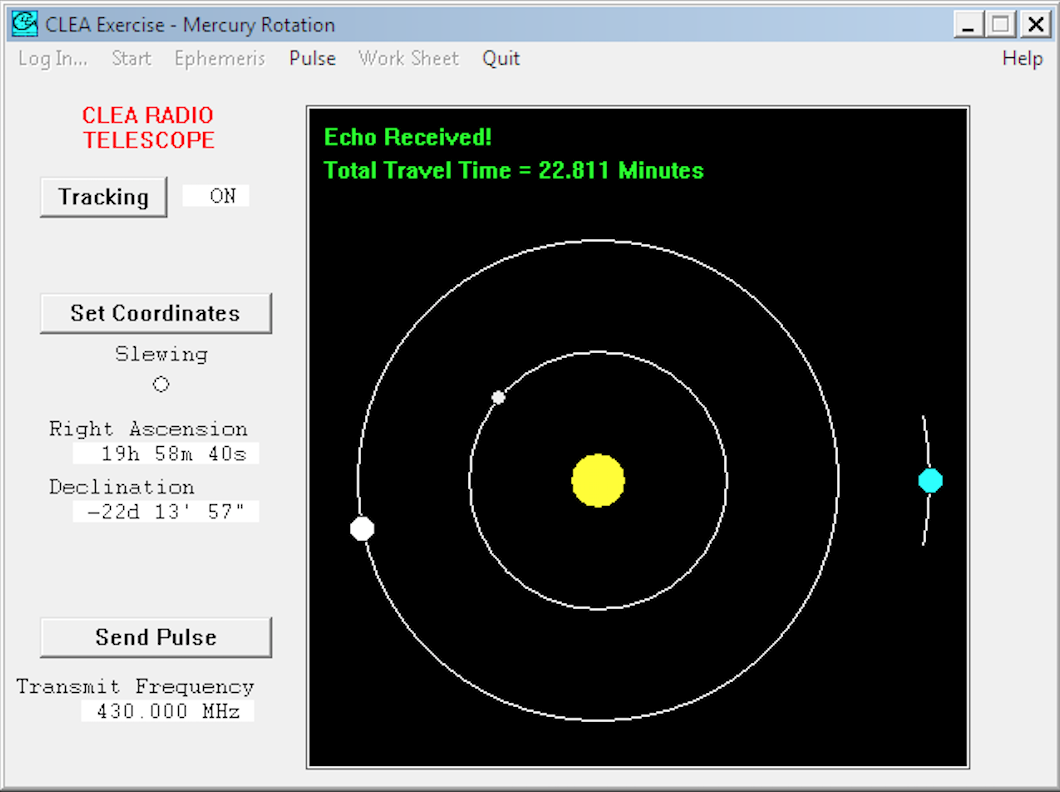 CLEA Exercise - Mercury Rotation
Log In... Start Ephemeris Pulse Work Sheet Quit Help
CLEA RADIO
TELESCOPE
Tracking ON
Set Coordinates
Slewing
Right Ascension
19h 58m 40s
Declination
-22d 13' 57"
Send Pulse
Transmit Frequency
430.000 MHz
Echo Received!
Total Travel Time = 22.811 Minutes